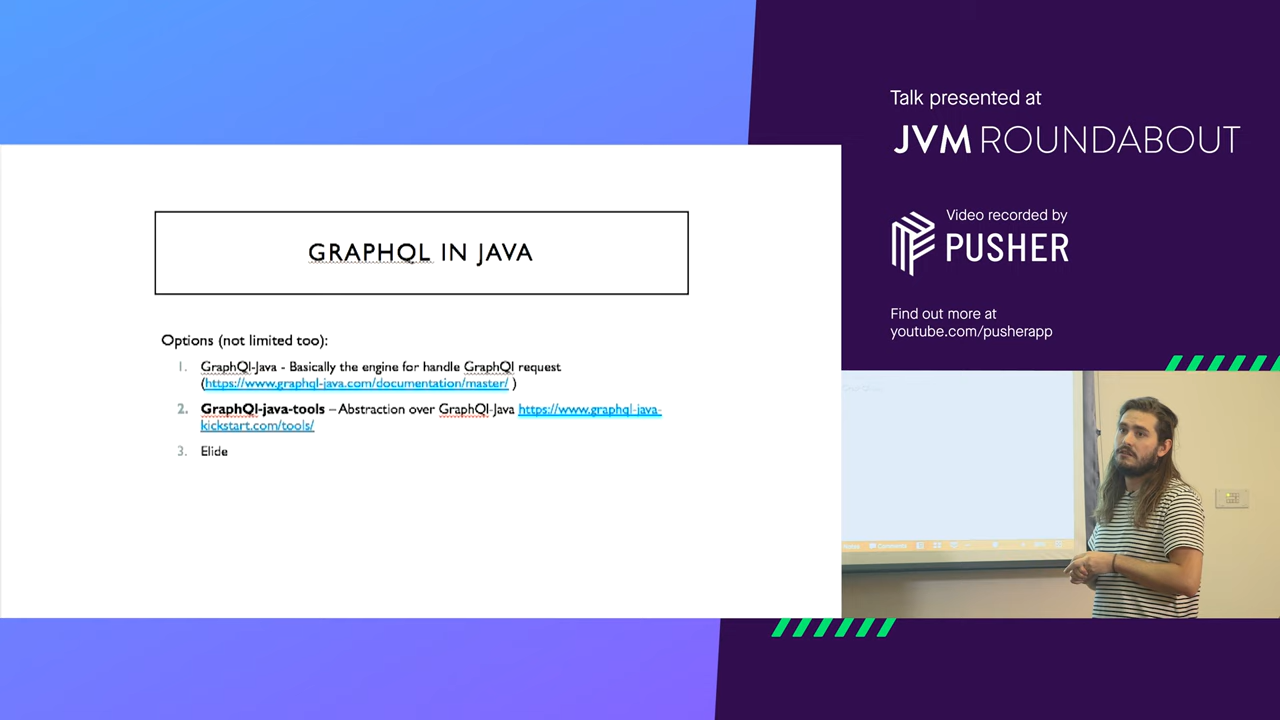 Talk presented at
JVM ROUNDABOUT
Video recorded by
PUSHER
Find out more at
youtube.com/pusherapp
GRAPHQL IN JAVA
Options (not limited too):
1. GraphQl-Java - Basically the engine for handle GraphQl request
(https://www.graphql-java.com/documentation/master/ )
2. GraphQl-java-tools – Abstraction over GraphQl-Java https://www.graphql-java-
kickstart.com/tools/
3. Elide
Comments